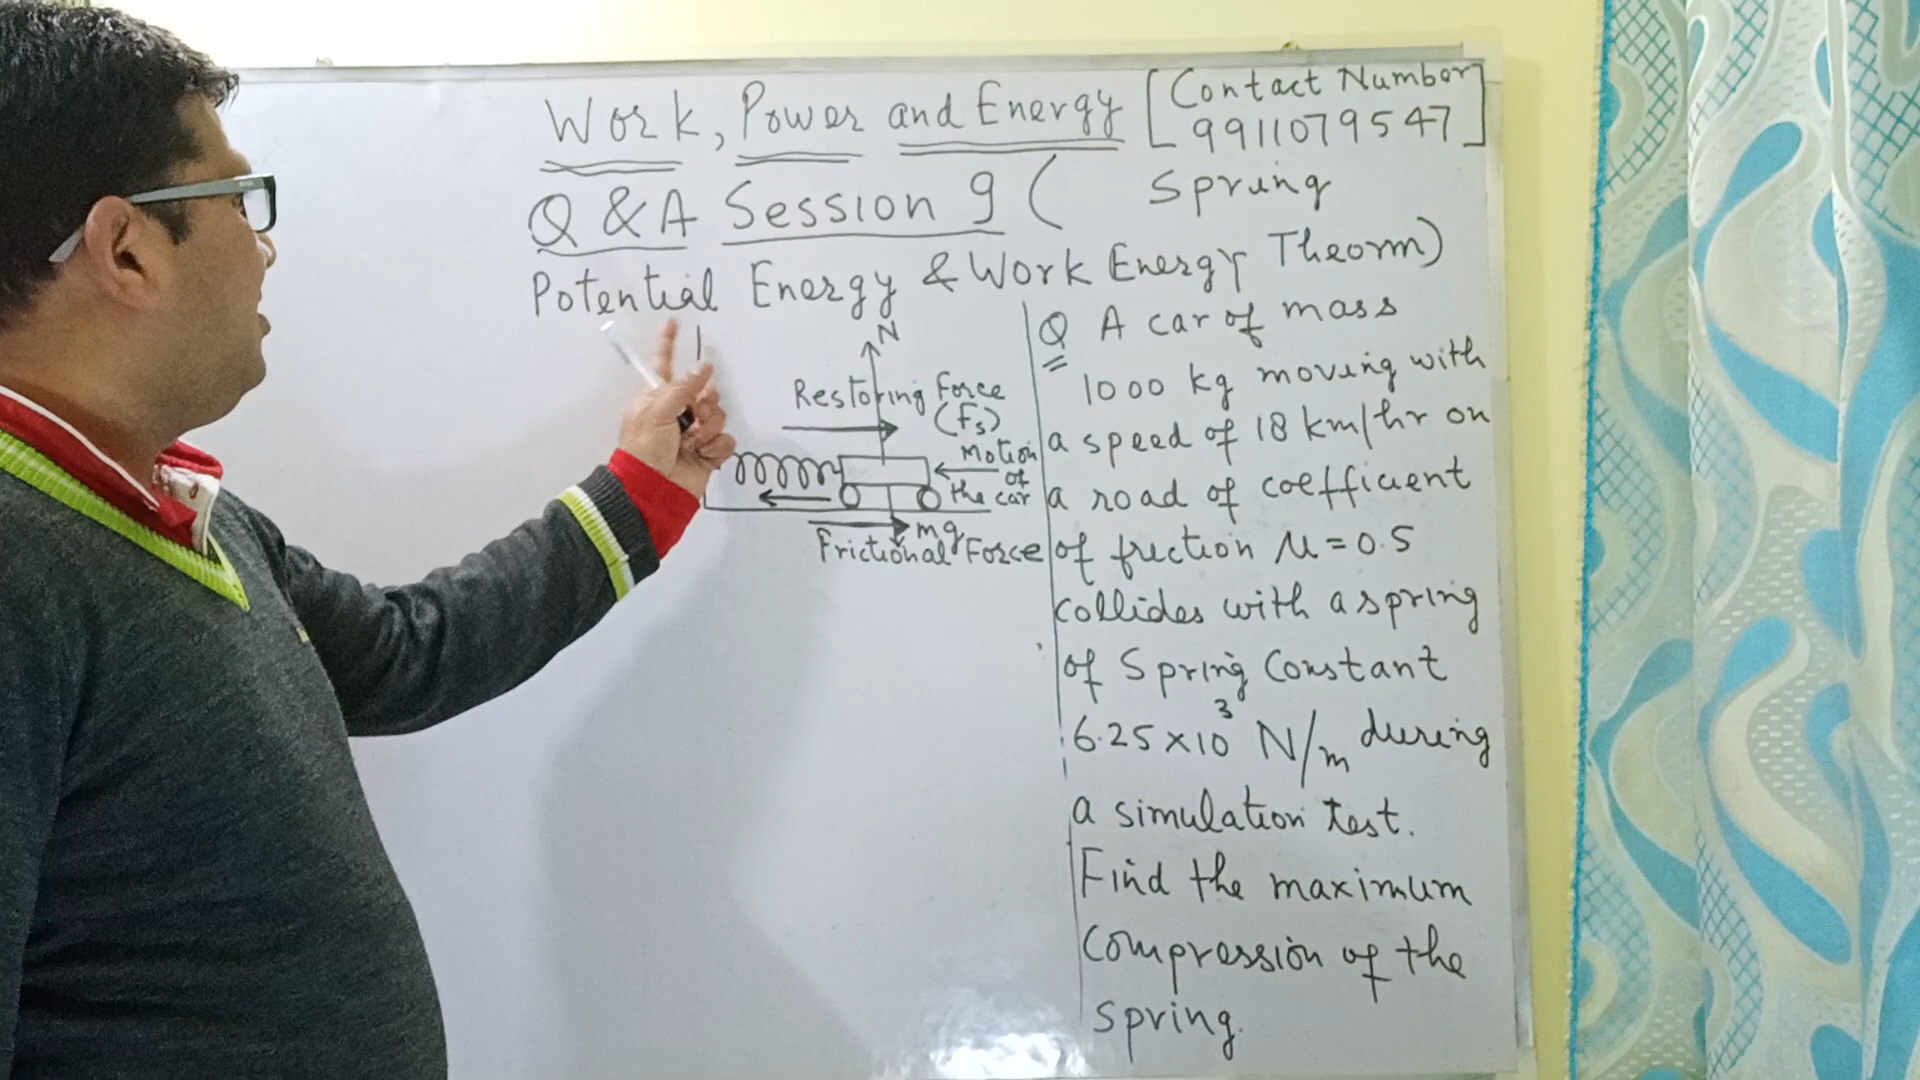 Work, Power and Energy [Contact Number
9911079547]
Q & A Session 9 ( Spring
Potential Energy & Work Energy Theorm)
N
Restoring Force
(Fs)
Motion
of
the car
mg
Frictional Force
Q A car of mass
1000 kg moving with
a speed of 18 km/hr on
a road of coefficient
of friction μ = 0.5
collides with a spring
of Spring Constant
6.25 × 10³ N/m during
a simulation test.
Find the maximum
compression of the
spring.